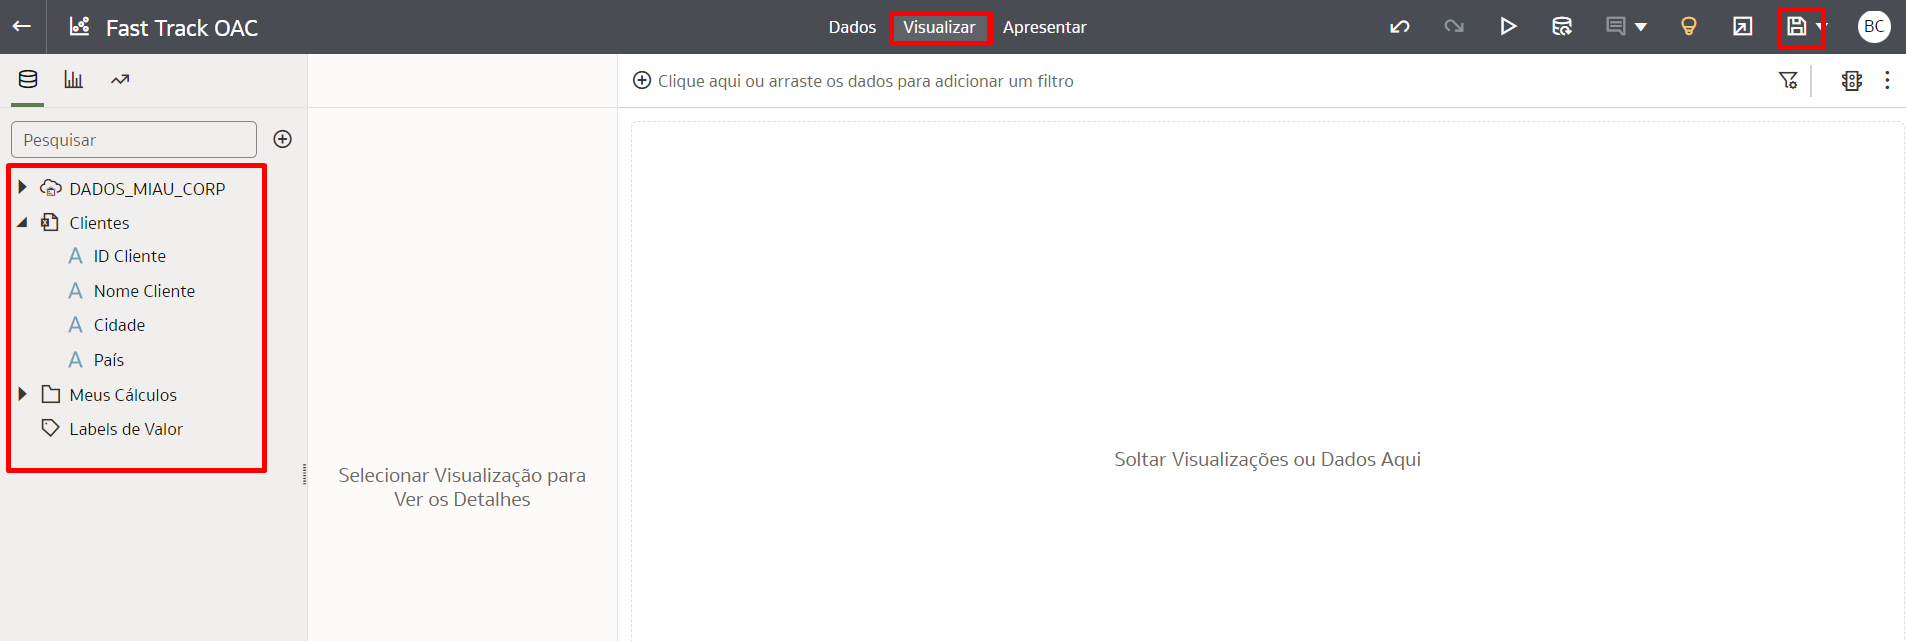 Fast Track OAC
Dados Visualizar Apresentar
BC
Clique aqui ou arraste os dados para adicionar um filtro
Pesquisar
DADOS_MIAU_CORP
Clientes
A ID Cliente
A Nome Cliente
A Cidade
A País
Meus Cálculos
Labels de Valor
Selecionar Visualização para
Ver os Detalhes
Soltar Visualizações ou Dados Aqui